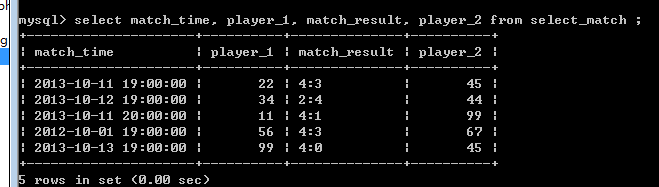 ph
g
mysql> select match_time, player_1, match_result, player_2 from select_match ;
+---------------------+----------+--------------+----------+
| match_time          | player_1 | match_result | player_2 |
+---------------------+----------+--------------+----------+
| 2013-10-11 19:00:00 |       22 | 4:3          |       45 |
| 2013-10-12 19:00:00 |       34 | 2:4          |       44 |
| 2013-10-11 20:00:00 |       11 | 4:1          |       99 |
| 2012-10-01 19:00:00 |       56 | 4:3          |       67 |
| 2013-10-13 19:00:00 |       99 | 4:0          |       45 |
+---------------------+----------+--------------+----------+
5 rows in set (0.00 sec)